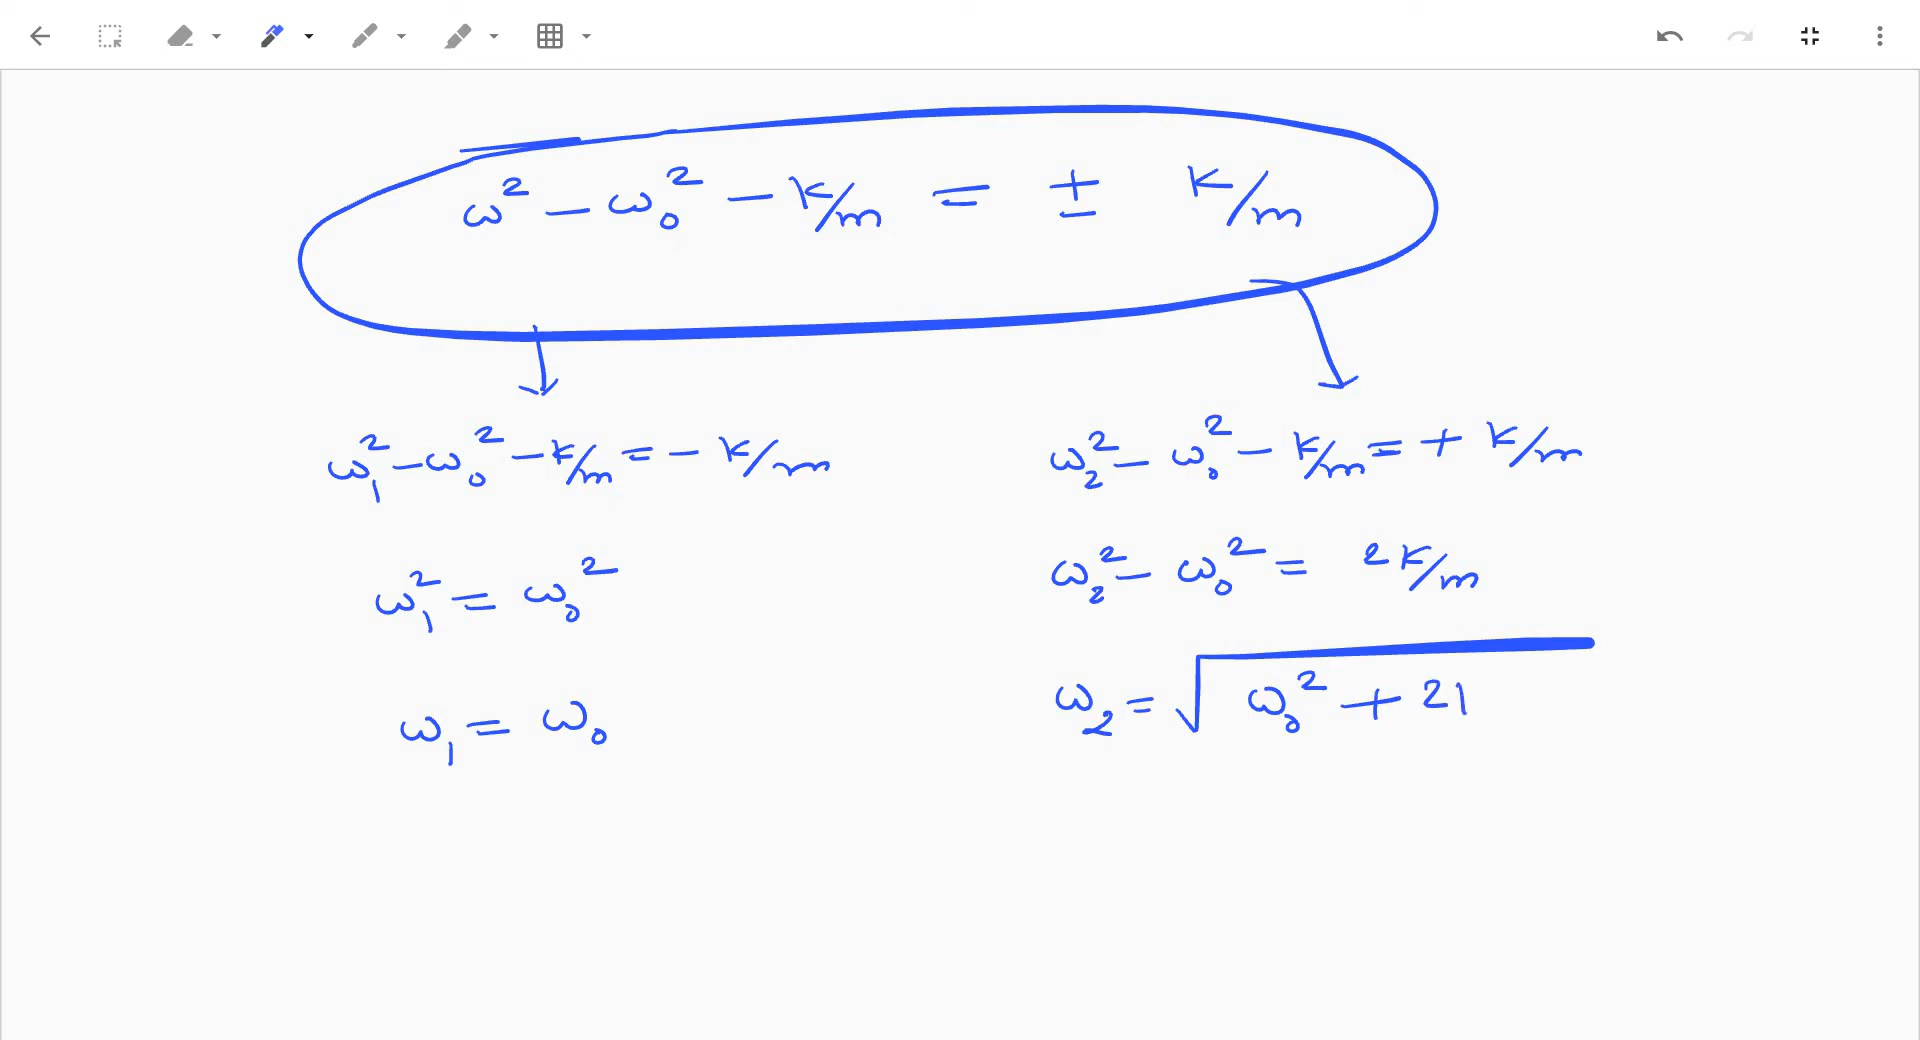 ω² - ω₀² - K/m = ± K/m
ω₁² - ω₀² - K/m = - K/m
ω₁² = ω₀²
ω₁ = ω₀
ω₂² - ω₀² - K/m = + K/m
ω₂² - ω₀² = 2K/m
ω₂ = √ω₀² + 21